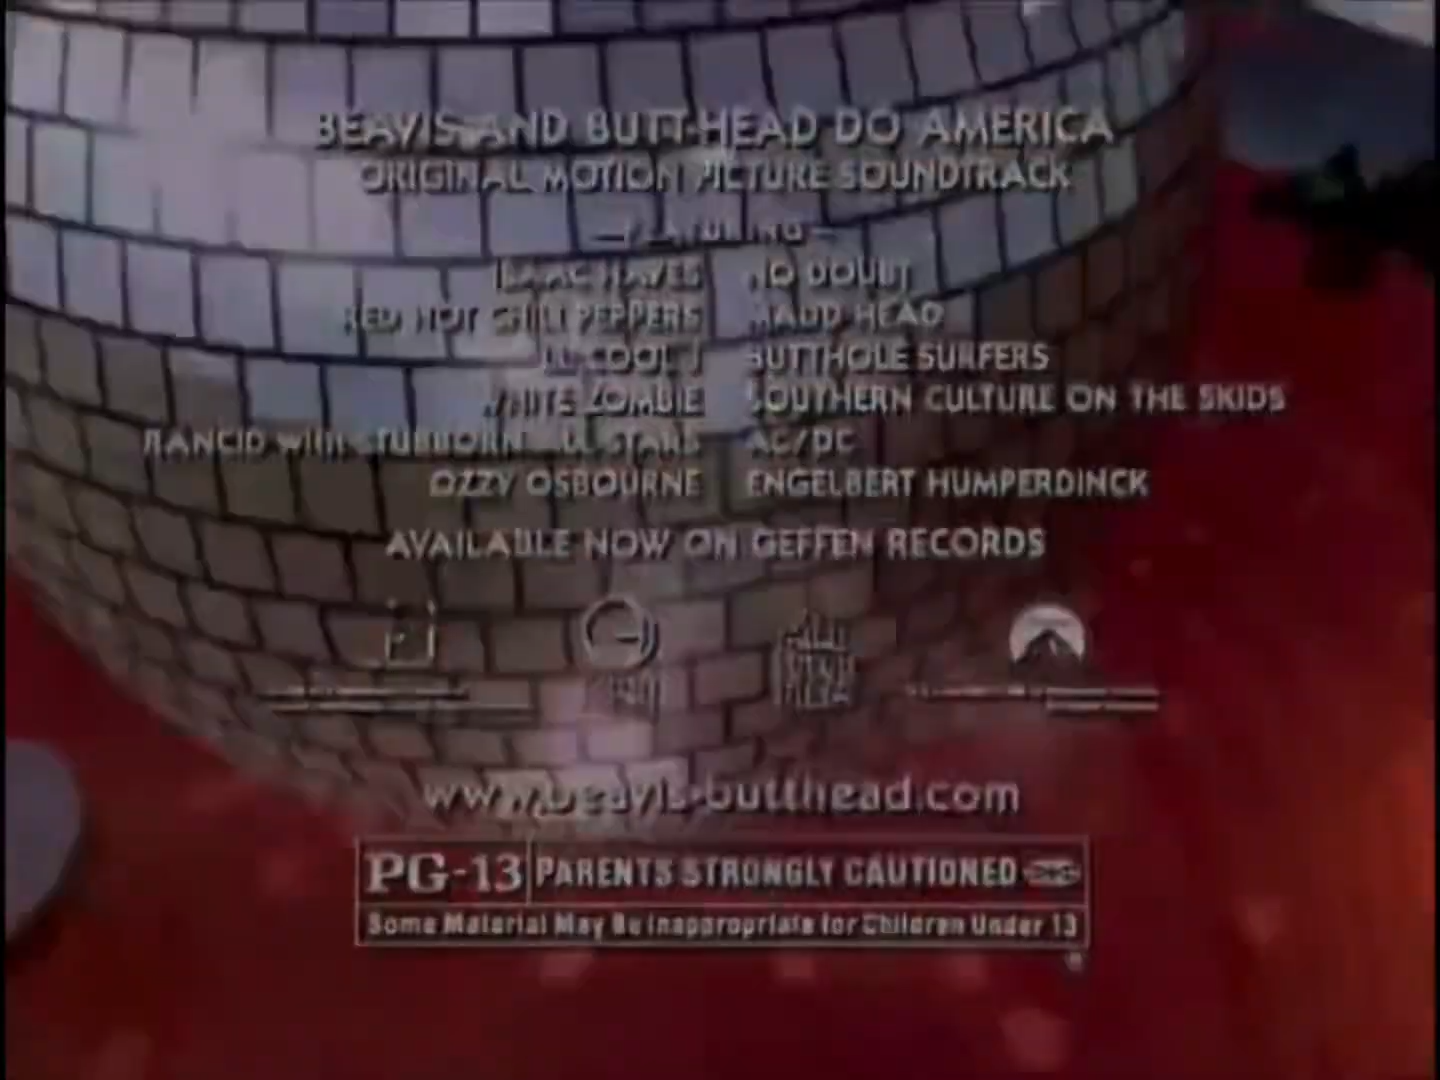 BEAVIS AND BUTT-HEAD DO AMERICA
ORIGINAL MOTION PICTURE SOUNDTRACK
—FEATURING—
ISAAC HAYES NO DOUBT
RED HOT CHILI PEPPERS MADD HEAD
LL COOL J BUTTHOLE SURFERS
WHITE ZOMBIE SOUTHERN CULTURE ON THE SKIDS
RANCID with STUBBORN ALL STARS AC/DC
OZZY OSBOURNE ENGELBERT HUMPERDINCK
AVAILABLE NOW ON GEFFEN RECORDS
www.beavis-butthead.com
PG-13 PARENTS STRONGLY CAUTIONED
Some Material May Be Inappropriate for Children Under 13